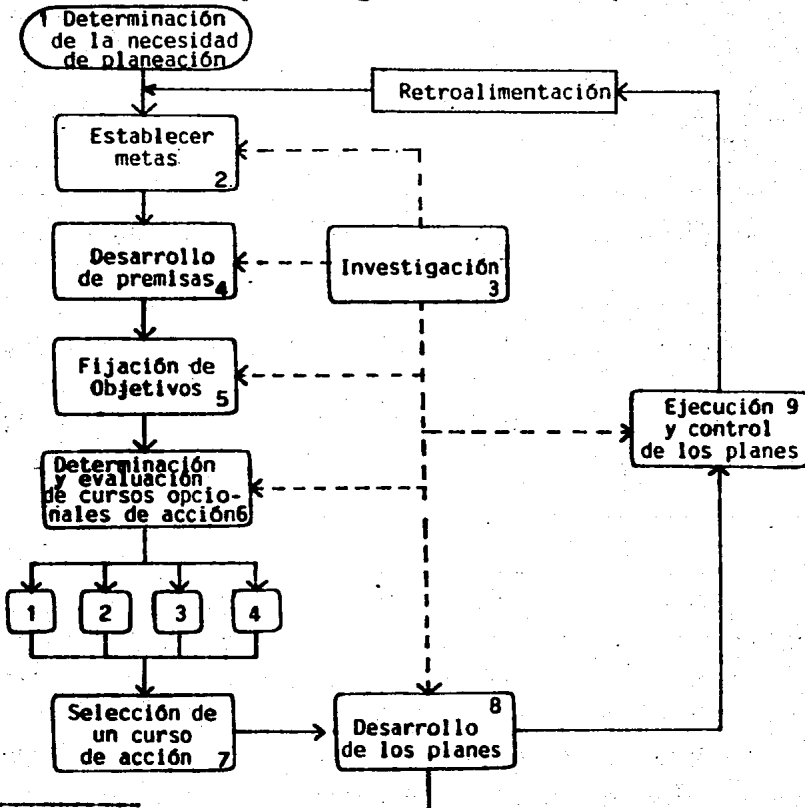 1 Determinación
de la necesidad
de planeación
Retroalimentación
Establecer
metas
2
Desarrollo
de premisas 4
Investigación
3
Fijación de
Objetivos
5
Ejecución 9
y control
de los planes
Determinación
y evaluación
de cursos opcio-
nales de acción6
1 2 3 4
Selección de
un curso
de acción 7
8
Desarrollo
de los planes